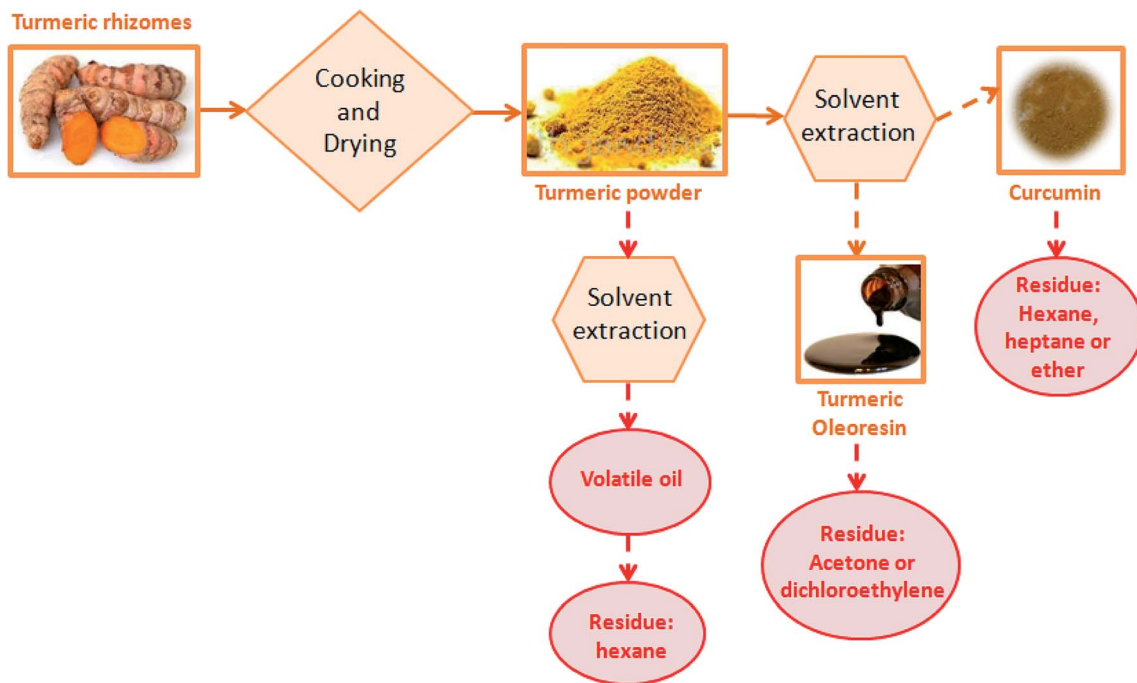 Turmeric rhizomes
Cooking
and
Drying
Turmeric powder
Solvent
extraction
Curcumin
Residue:
Hexane,
heptane or
ether
Turmeric
Oleoresin
Residue:
Acetone or
dichloroethylene
Solvent
extraction
Volatile oil
Residue:
hexane